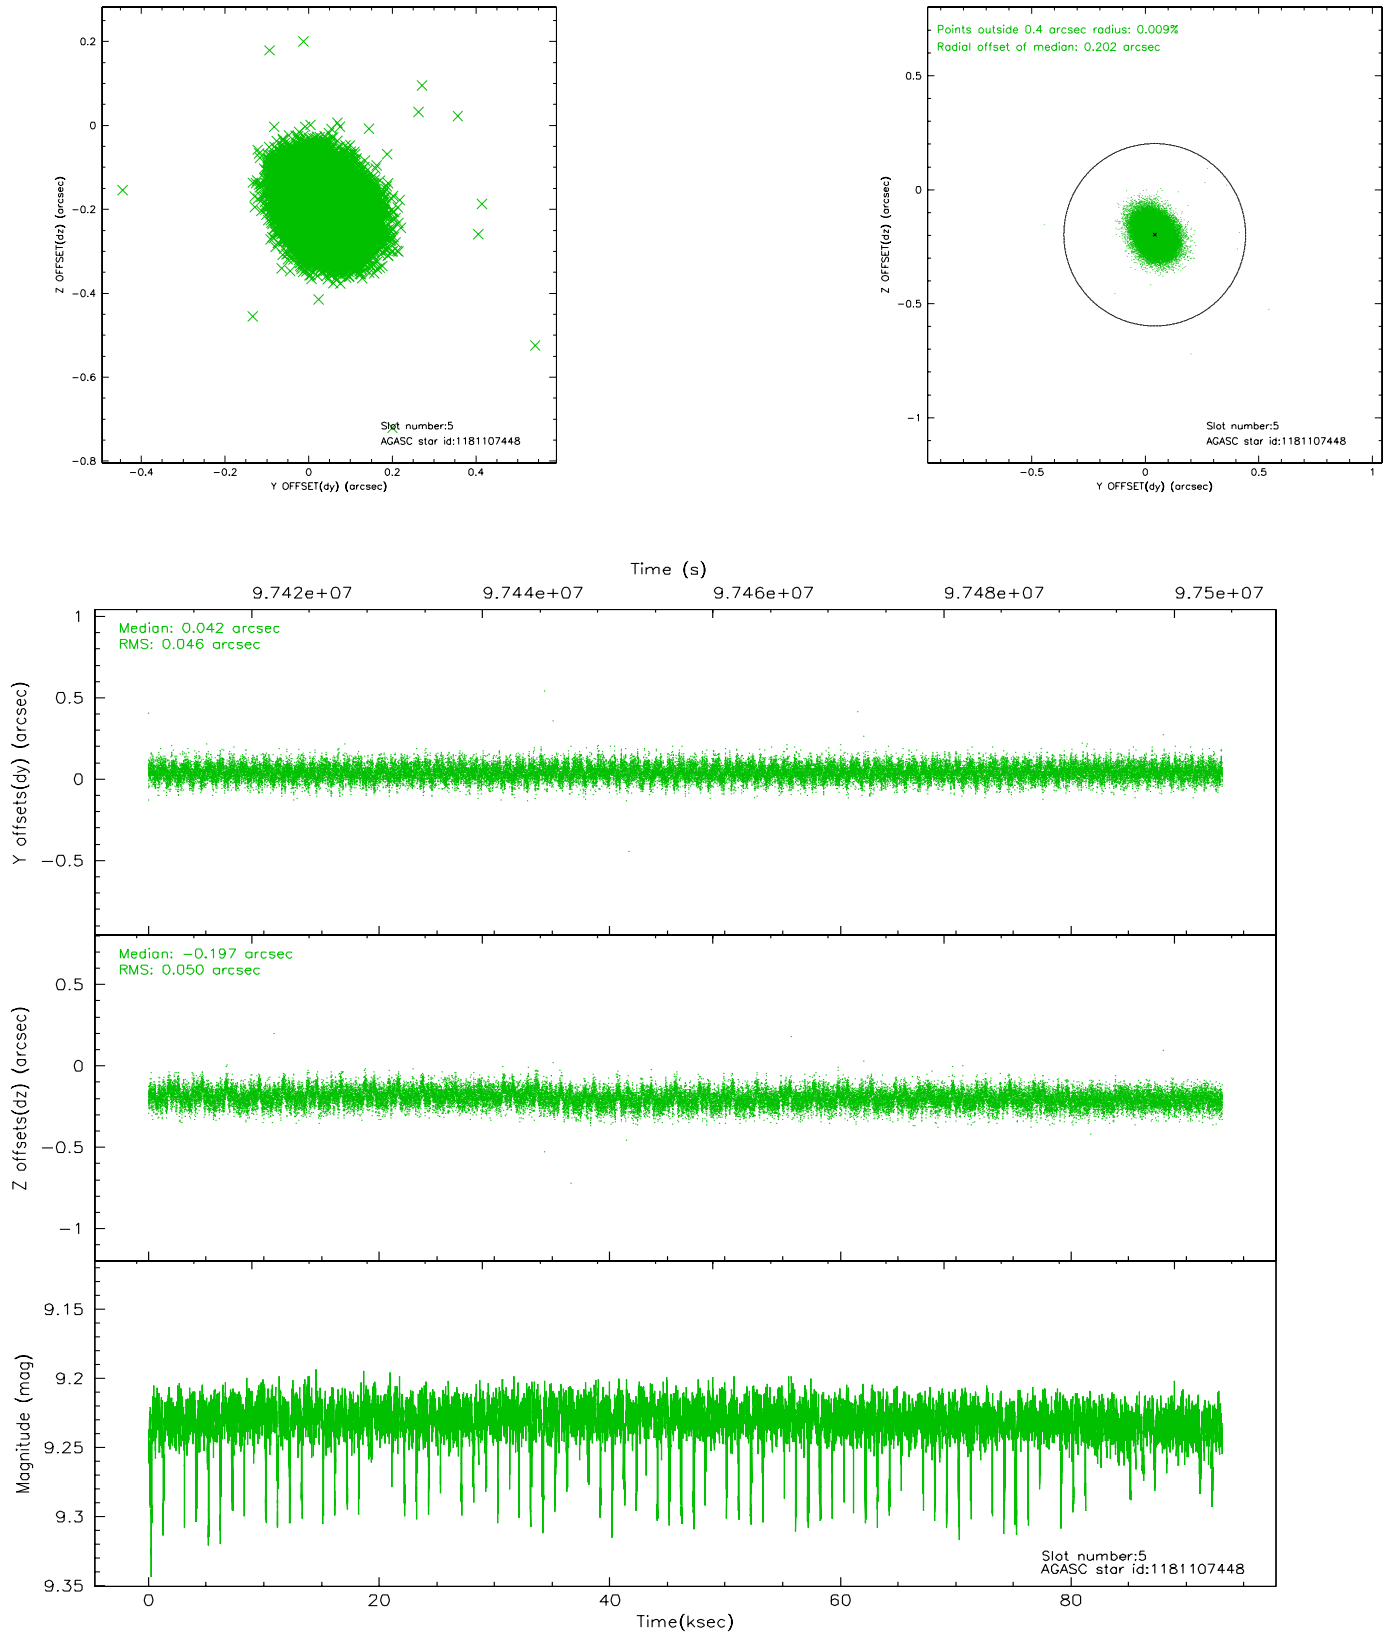 0.2
0
−0.2
−0.4
−0.6
−0.8
Z OFFSET(dz) (arcsec)
−0.4
−0.2
0
0.2
0.4
Y OFFSET(dy) (arcsec)
Slot number:5
AGASC star id:1181107448
Points outside 0.4 arcsec radius: 0.009%
Radial offset of median: 0.202 arcsec
0.5
0
−0.5
−1
Z OFFSET(dz) (arcsec)
−0.5
0
0.5
1
Y OFFSET(dy) (arcsec)
Slot number:5
AGASC star id:1181107448
Time (s)
9.742e+07
9.744e+07
9.746e+07
9.748e+07
9.75e+07
Median: 0.042 arcsec
RMS: 0.046 arcsec
1
0.5
0
−0.5
Y offsets(dy) (arcsec)
Median: −0.197 arcsec
RMS: 0.050 arcsec
0.5
0
−0.5
−1
Z offsets(dz) (arcsec)
9.15
9.2
9.25
9.3
9.35
Magnitude (mag)
Slot number:5
AGASC star id:1181107448
0
20
40
60
80
Time(ksec)